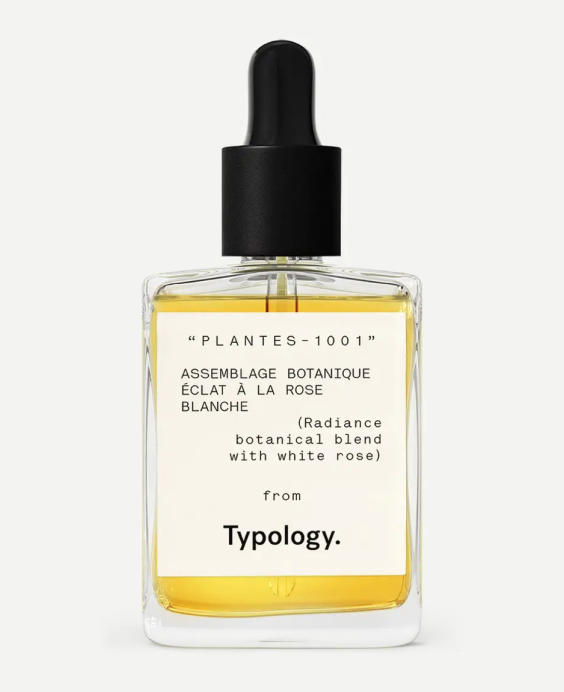 “PLANTES-1001”
ASSEMBLAGE BOTANIQUE
ÉCLAT À LA ROSE
BLANCHE
(Radiance
botanical blend
with white rose)
from
Typology.